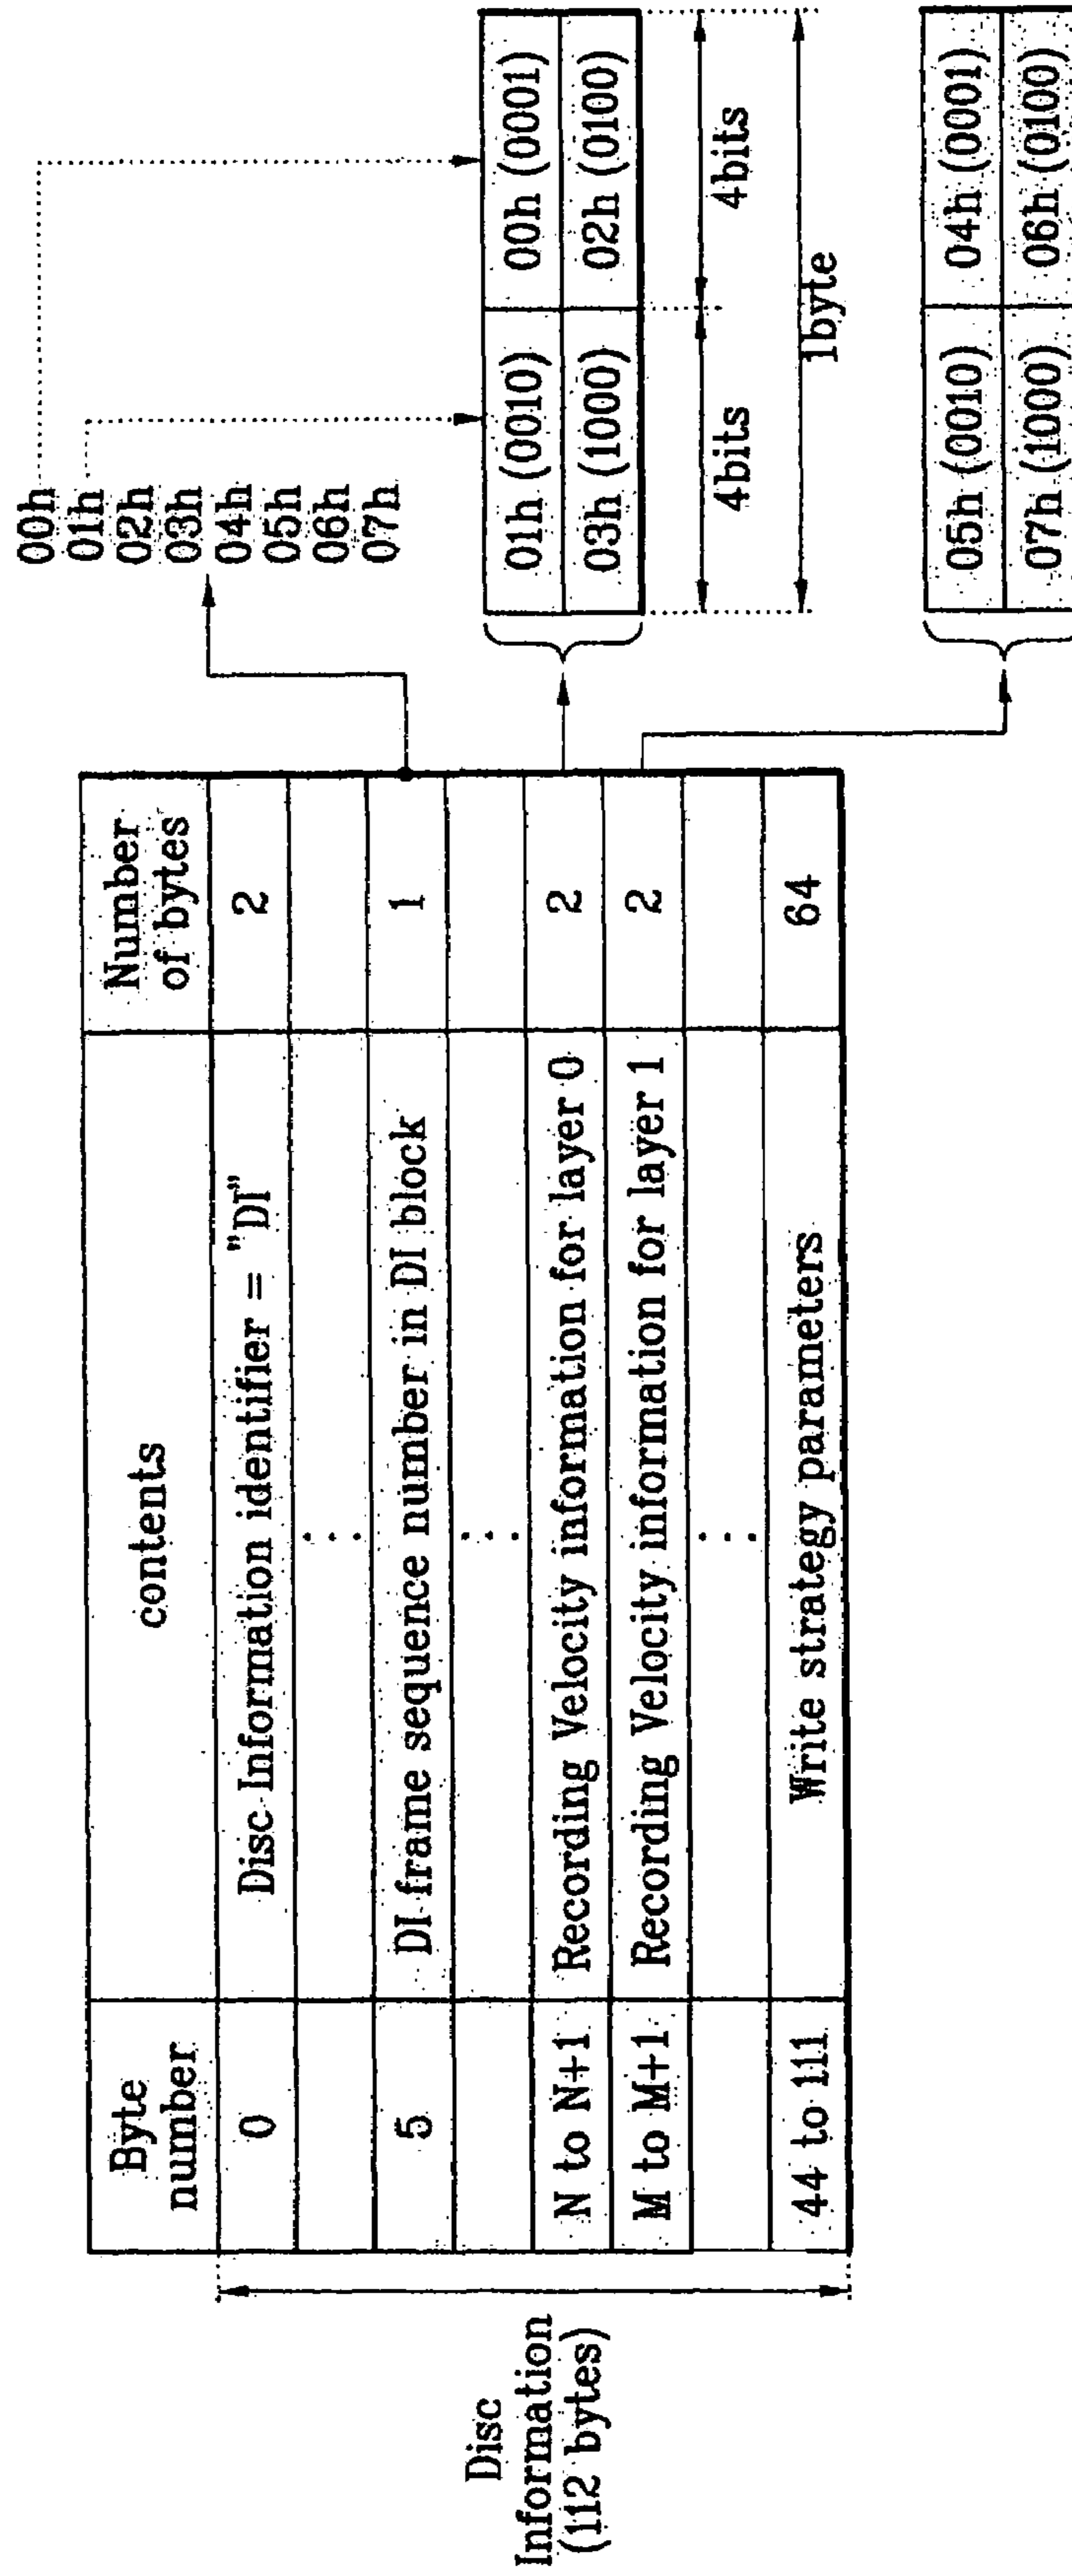 Byte
number
contents
Number
of bytes
0
Disc Information identifier = "DI"
2
. . .
5
DI frame sequence number in DI block
1
. . .
N to N+1
Recording Velocity information for layer 0
2
M to M+1
Recording Velocity information for layer 1
2
. . .
44 to 111
Write strategy parameters
64
Disc
Information
(112 bytes)
00h
01h
02h
03h
04h
05h
06h
07h
01h (0010)
00h (0001)
03h (1000)
02h (0100)
4bits
4bits
1byte
05h (0010)
04h (0001)
07h (1000)
06h (0100)